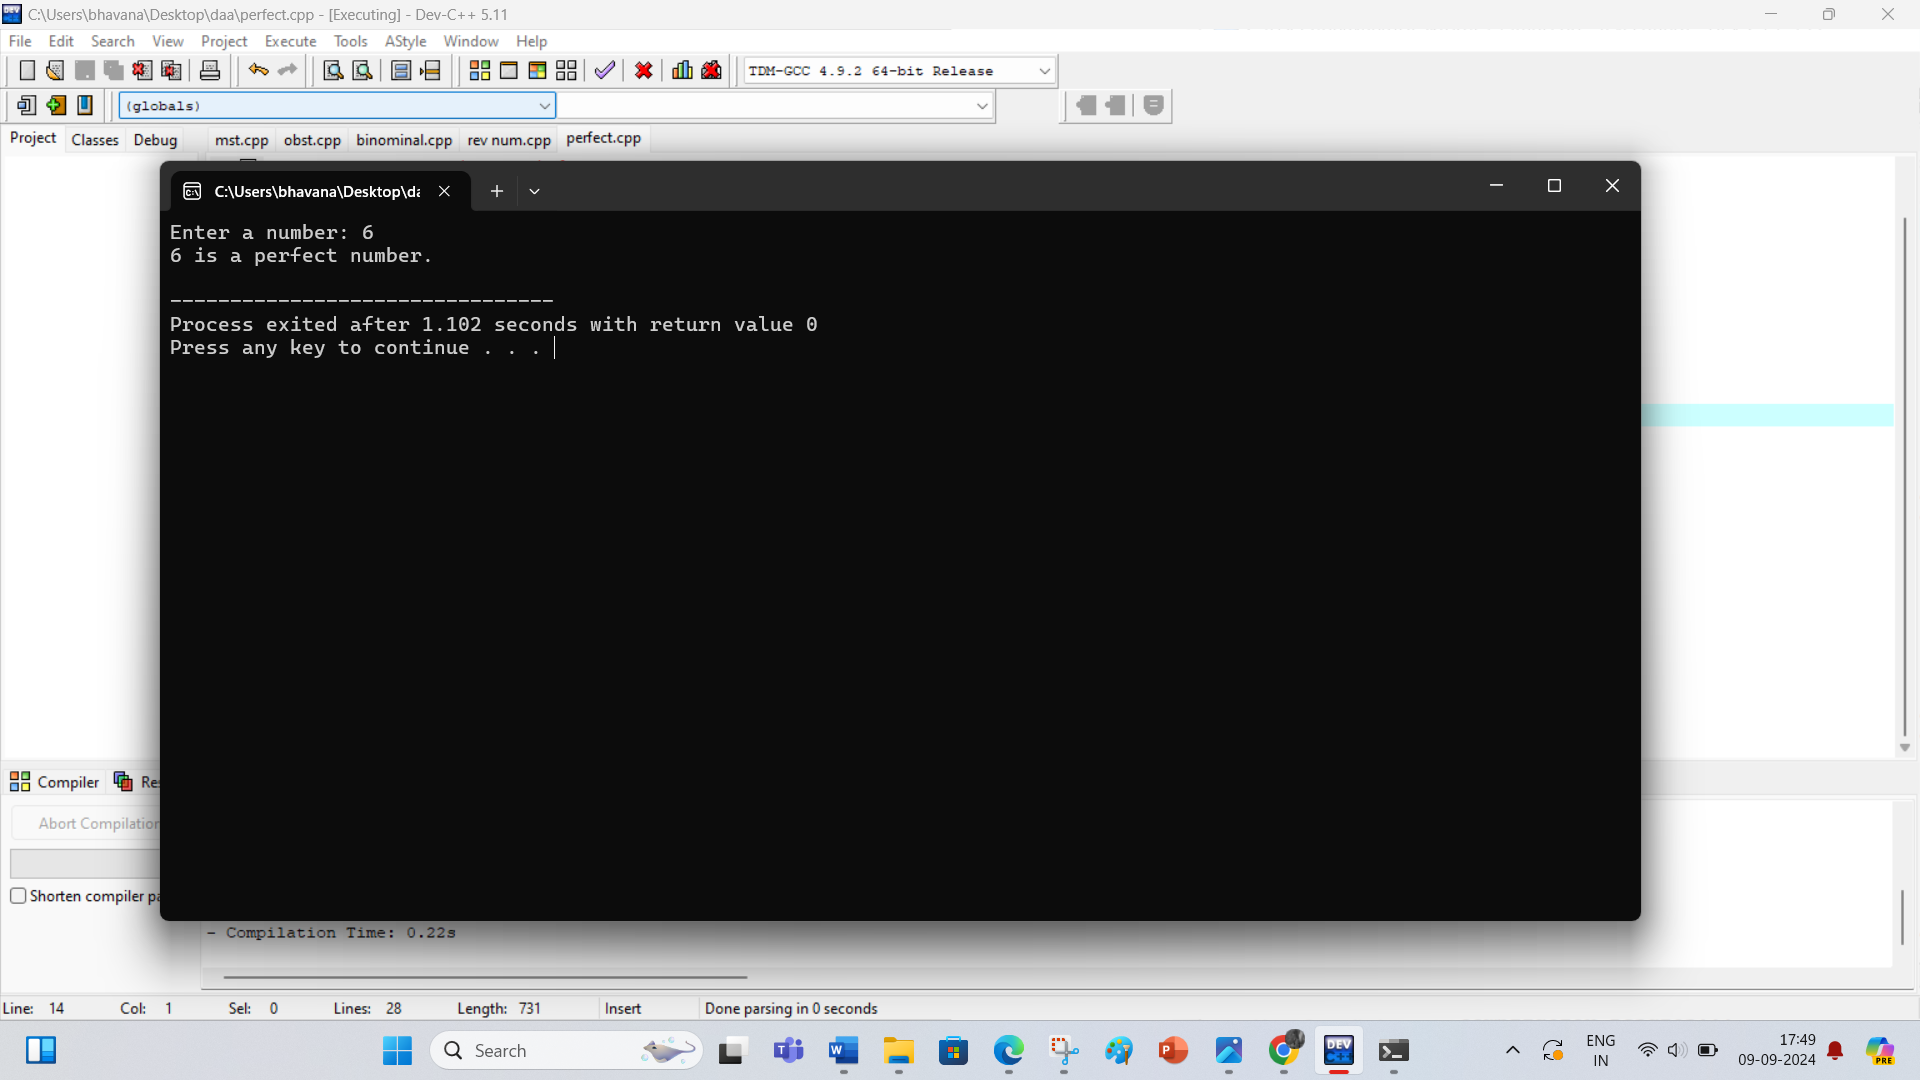 C:\Users\bhavana\Desktop\daa\perfect.cpp - [Executing] - Dev-C++ 5.11
File Edit Search View Project Execute Tools AStyle Window Help
TDM-GCC 4.9.2 64-bit Release
(globals)
Project Classes Debug mst.cpp obst.cpp binominal.cpp rev num.cpp perfect.cpp
C:\Users\bhavana\Desktop\da
Enter a number: 6
6 is a perfect number.
--------------------------------
Process exited after 1.102 seconds with return value 0
Press any key to continue . . .
Compiler Res
Abort Compilation
Shorten compiler pa
- Compilation Time: 0.22s
Line: 14 Col: 1 Sel: 0 Lines: 28 Length: 731 Insert Done parsing in 0 seconds
Search ENG 17:49
IN 09-09-2024
DEV C++
PRE